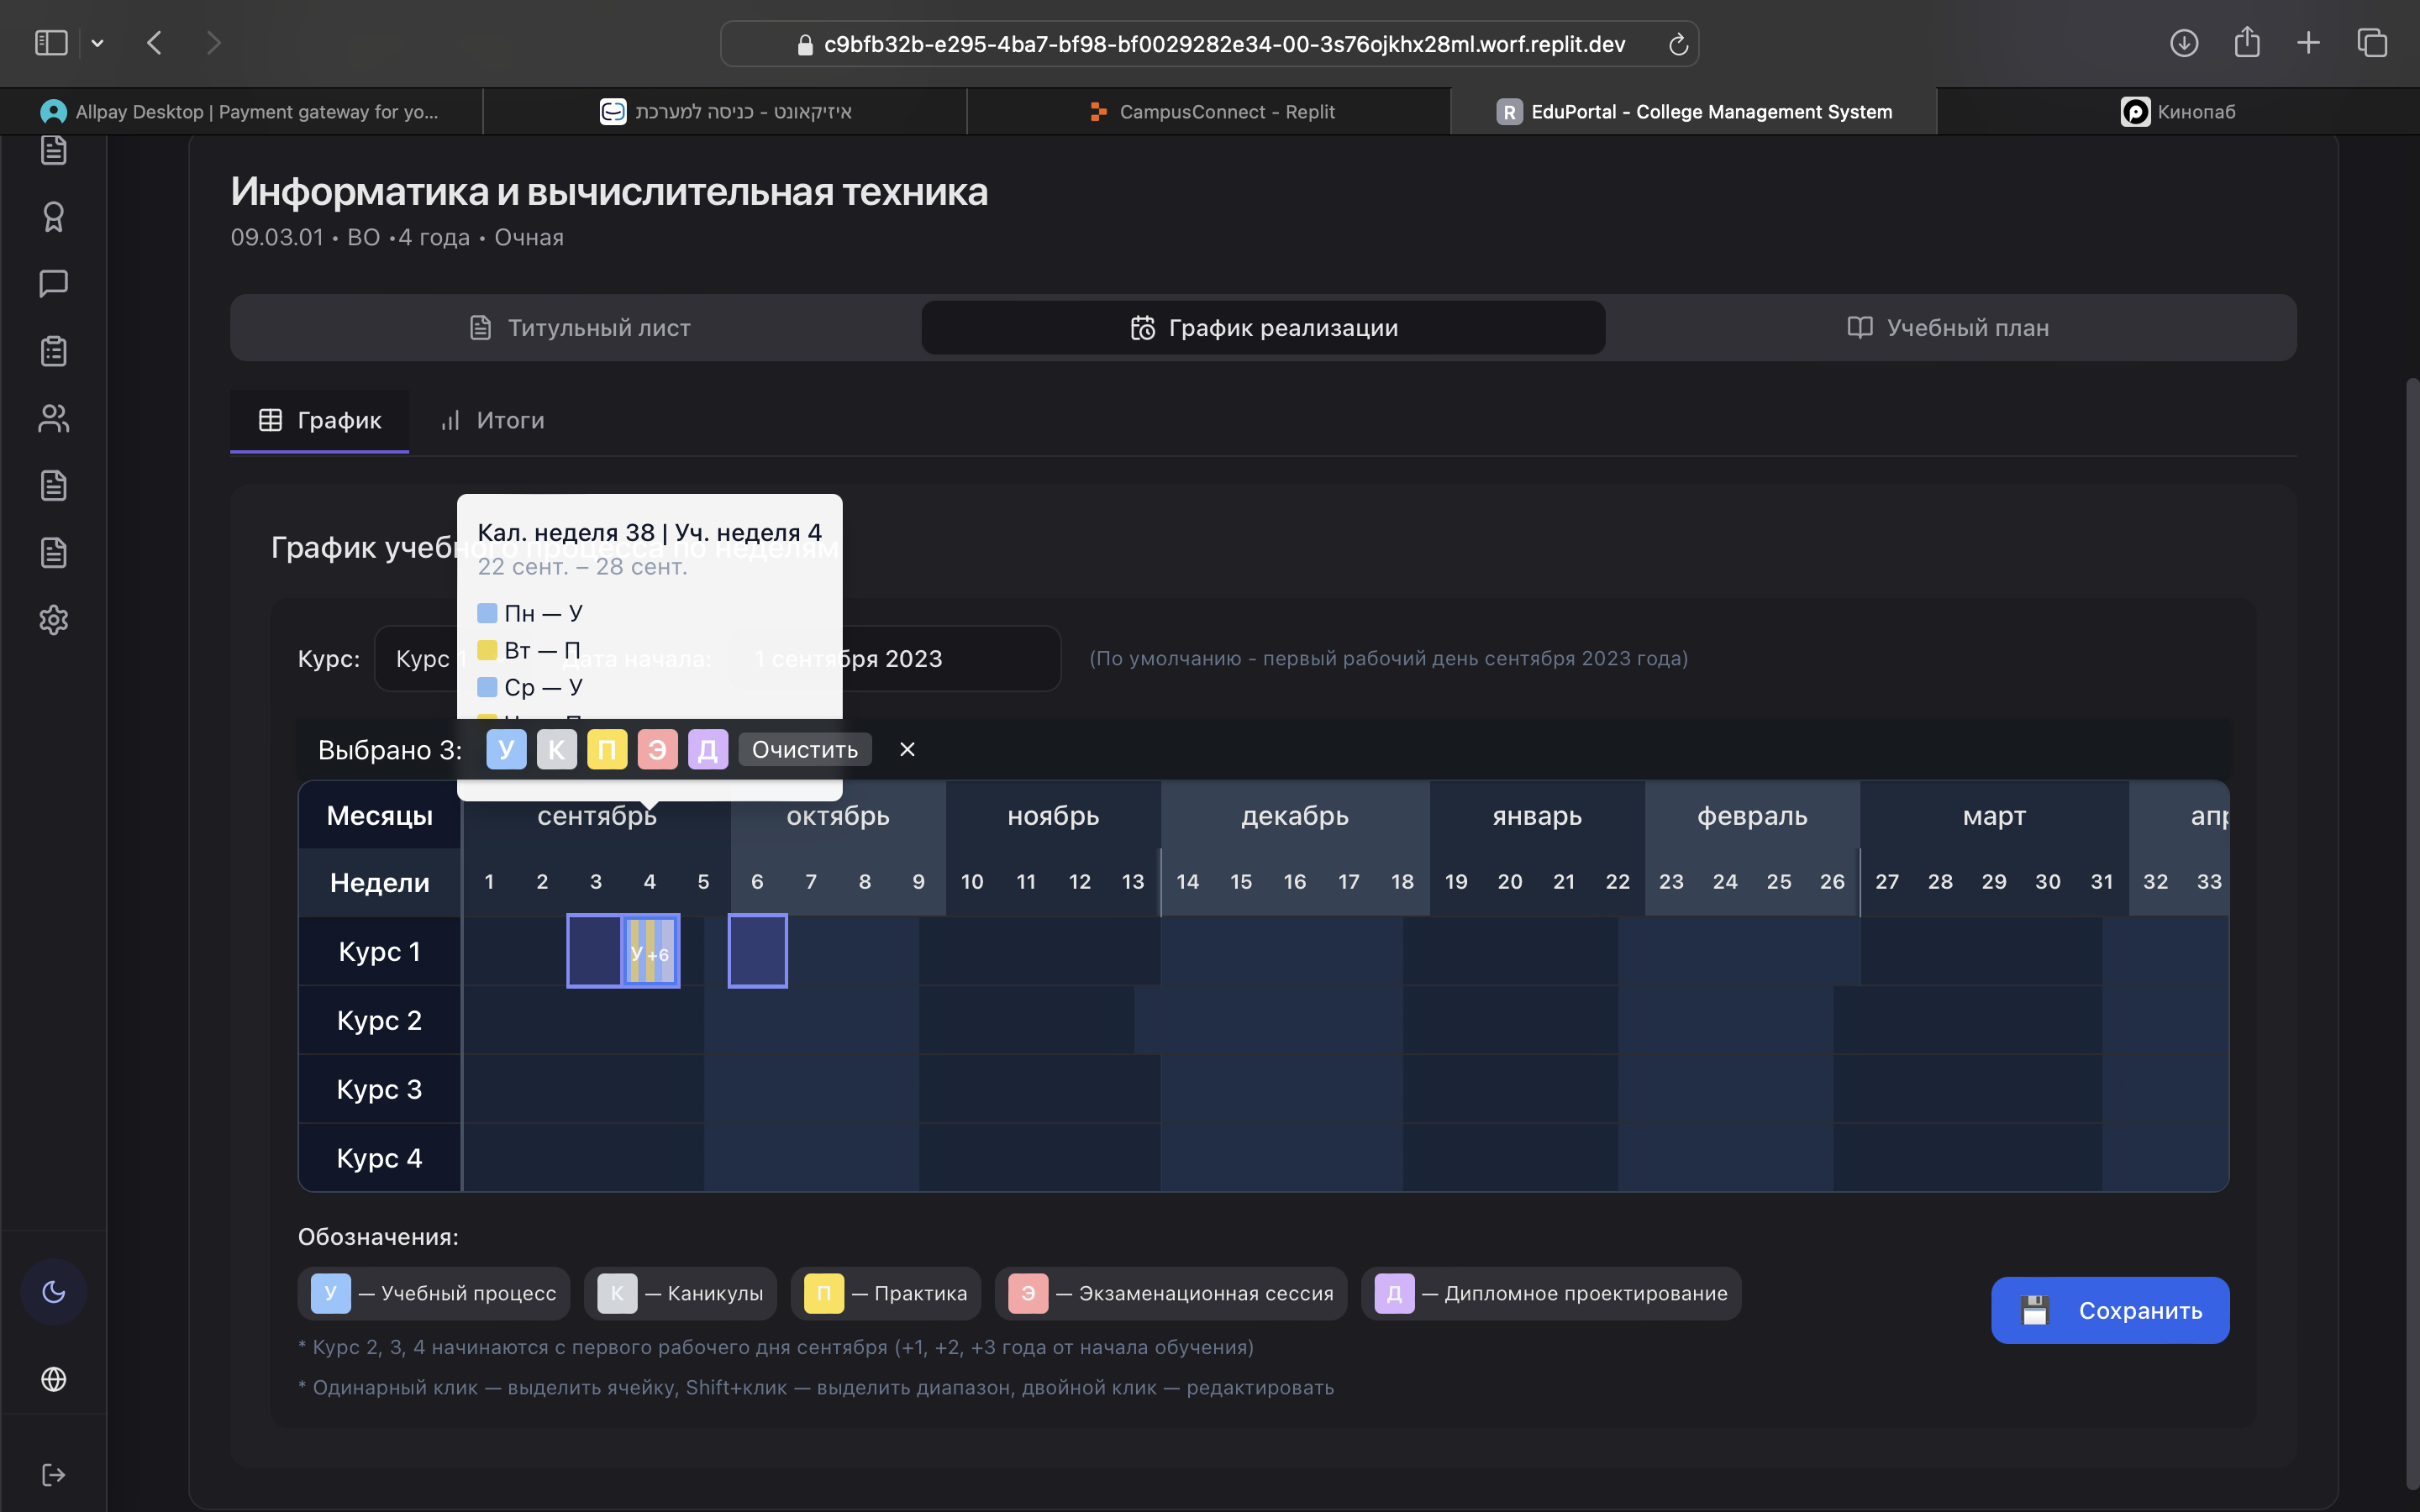 c9bfb32b-e295-4ba7-bf98-bf0029282e34-00-3s76ojkhx28ml.worf.replit.dev
Allpay Desktop | Payment gateway for yo...
איזיקאונט - כניסה למערכת
CampusConnect - Replit
R EduPortal - College Management System
Кинопаб
Информатика и вычислительная техника
09.03.01 • ВО •4 года • Очная
Титульный лист
График реализации
Учебный план
График
Итоги
График учебного процесса по неделям
Кал. неделя 38 | Уч. неделя 4
22 сент. – 28 сент.
Пн — У
Вт — П
Ср — У
Курс: Курс 1 Дата начала: 1 сентября 2023 (По умолчанию - первый рабочий день сентября 2023 года)
Выбрано 3: У К П Э Д Очистить ×
Месяцы сентябрь октябрь ноябрь декабрь январь февраль март апр
Недели 1 2 3 4 5 6 7 8 9 10 11 12 13 14 15 16 17 18 19 20 21 22 23 24 25 26 27 28 29 30 31 32 33
Курс 1 У +6
Курс 2
Курс 3
Курс 4
Обозначения:
У — Учебный процесс К — Каникулы П — Практика Э — Экзаменационная сессия Д — Дипломное проектирование
Сохранить
* Курс 2, 3, 4 начинаются с первого рабочего дня сентября (+1, +2, +3 года от начала обучения)
* Одинарный клик — выделить ячейку, Shift+клик — выделить диапазон, двойной клик — редактировать